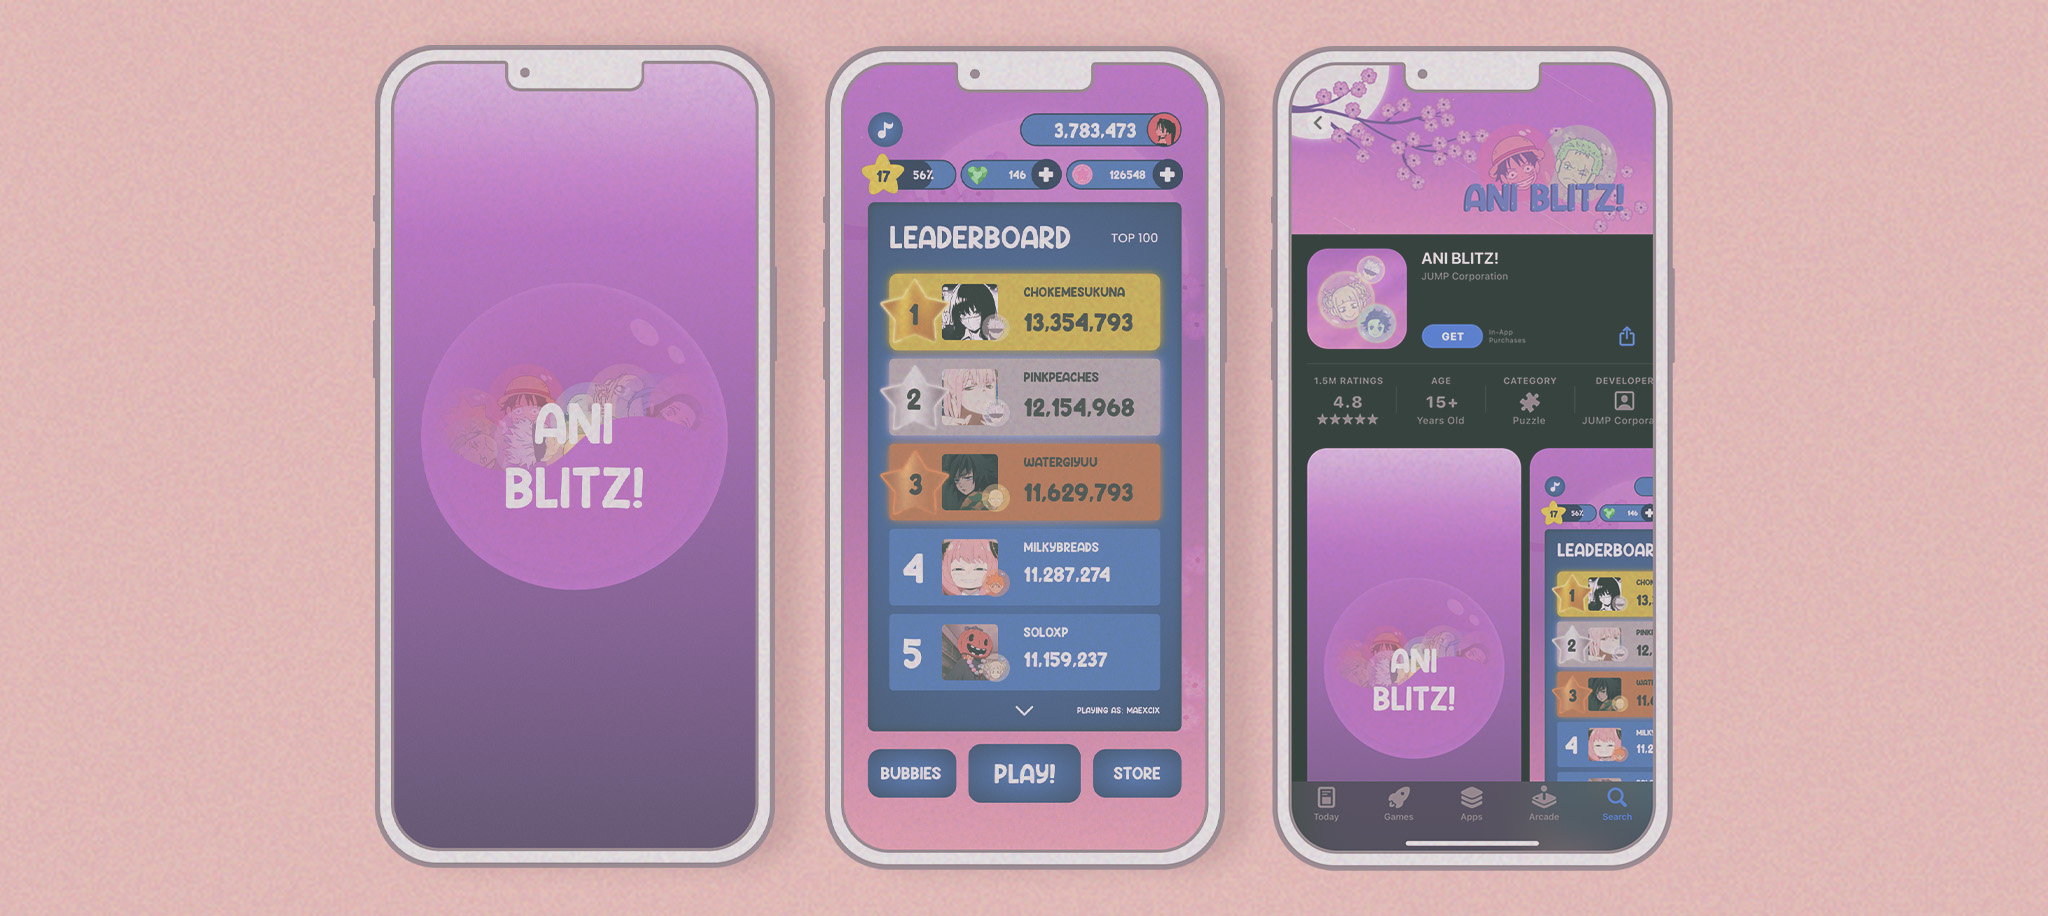 ANI
BLITZ!
3,783,473
17
56%
146
126548
LEADERBOARD
TOP 100
1
CHOKEMESUKUNA
13,354,793
2
PINKPEACHES
12,154,968
3
WATERGIYUU
11,629,793
4
MILKYBREADS
11,287,274
5
SOLOXP
11,159,237
PLAYING AS: MAEXCIX
BUBBIES
PLAY!
STORE
ANI BLITZ!
ANI BLITZ!
JUMP Corporation
GET
In-App
Purchases
1.5M RATINGS
4.8
AGE
15+
Years Old
CATEGORY
Puzzle
DEVELOPER
JUMP Corpora
ANI
BLITZ!
17
56%
146
LEADERBOAR
1
CHO
13,
2
PINK
12,
3
WAT
11,6
4
MILK
11,2
Today
Games
Apps
Arcade
Search